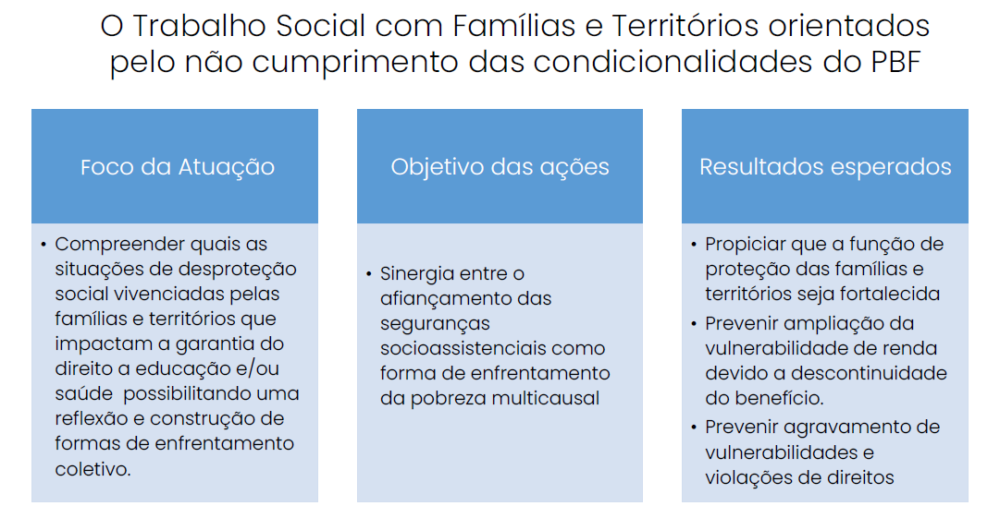 O Trabalho Social com Famílias e Territórios orientados
pelo não cumprimento das condicionalidades do PBF
Foco da Atuação
• Compreender quais as
situações de desproteção
social vivenciadas pelas
famílias e territórios que
impactam a garantia do
direito a educação e/ou
saúde  possibilitando uma
reflexão e construção de
formas de enfrentamento
coletivo.
Objetivo das ações
• Sinergia entre o
afiançamento das
seguranças
socioassistenciais como
forma de enfrentamento
da pobreza multicausal
Resultados esperados
• Propiciar que a função de
proteção das famílias e
territórios seja fortalecida
• Prevenir ampliação da
vulnerabilidade de renda
devido a descontinuidade
do benefício.
• Prevenir agravamento de
vulnerabilidades e
violações de direitos